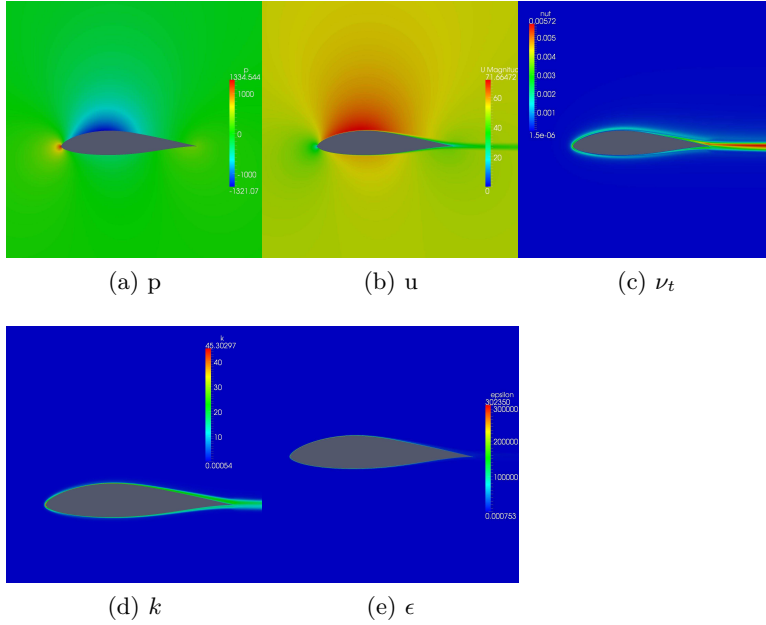 p
1334.544
1000
0
-1000
-1321.07
U Magnitud
71.66472
60
40
20
0
nut
0.00572
0.005
0.004
0.003
0.002
0.001
1.5e-06
(a) p
(b) u
(c) νₜ
k
45.30297
40
30
20
10
0.00054
epsilon
302350
300000
200000
100000
0.000753
(d) k
(e) ϵ